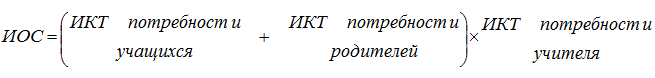 ИОС = (ИКТ потребности учащихся + ИКТ потребности родителей) × ИКТ потребности учителя